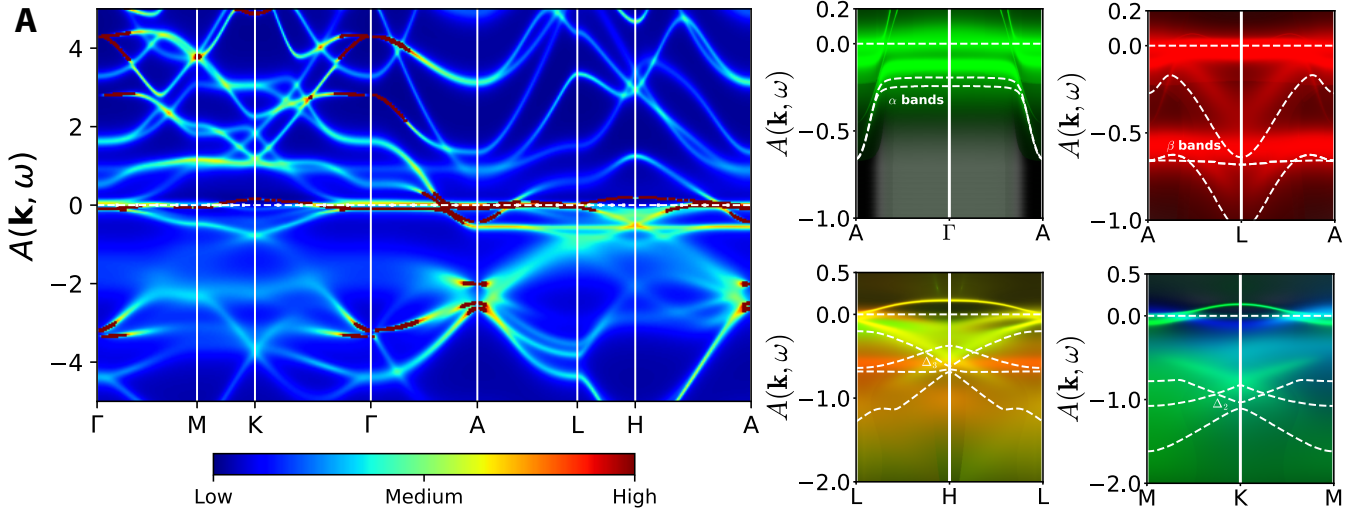 A
A(k, ω)
4
2
0
−2
−4
Γ
M
K
Γ
A
L
H
A
Low
Medium
High
A(k, ω)
0.2
0.0
−0.5
−1.0
α bands
A
Γ
A
A(k, ω)
0.2
0.0
−0.5
−1.0
β bands
A
L
A
A(k, ω)
0.5
0.0
−1.0
−2.0
Δ₃
L
H
L
A(k, ω)
0.5
0.0
−1.0
−2.0
Δ₂
M
K
M